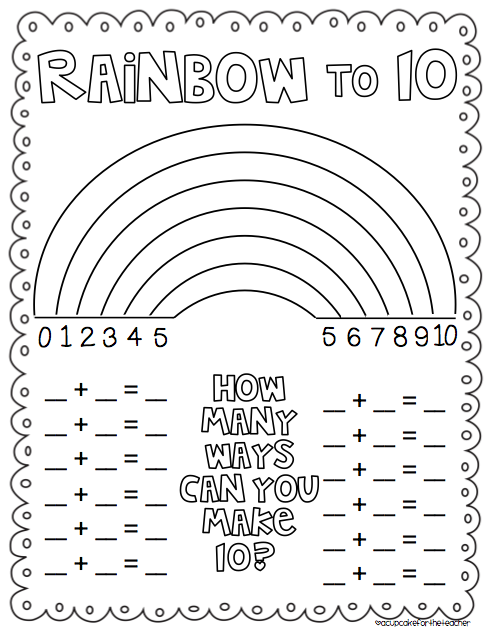 RAiNBOW TO 10
0 1 2 3 4 5 5 6 7 8 9 10
__ + __ = __
__ + __ = __
__ + __ = __
__ + __ = __
__ + __ = __
__ + __ = __
HOW
MANY
WAYS
CAN YOU
MAKe
10?
__ + __ = __
__ + __ = __
__ + __ = __
__ + __ = __
__ + __ = __
__ + __ = __
©acupcakefortheteacher